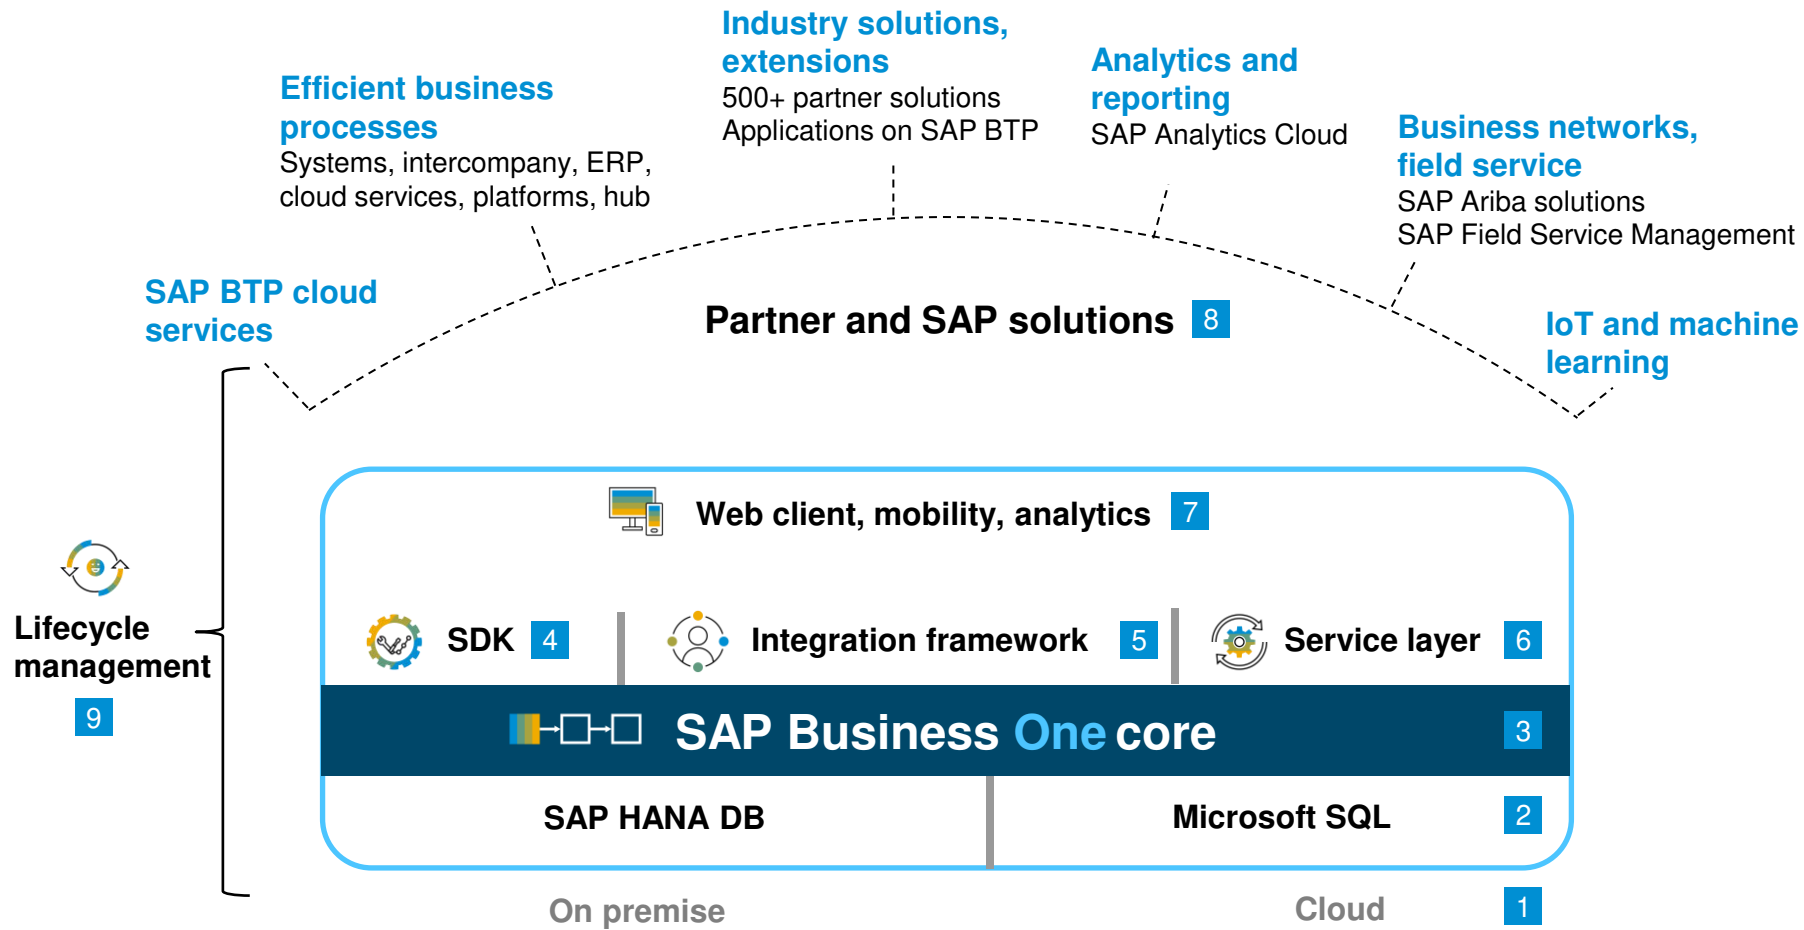 Industry solutions,
extensions
500+ partner solutions
Applications on SAP BTP
Analytics and
reporting
SAP Analytics Cloud
Efficient business
processes
Systems, intercompany, ERP,
cloud services, platforms, hub
Business networks,
field service
SAP Ariba solutions
SAP Field Service Management
SAP BTP cloud
services
Partner and SAP solutions 8
IoT and machine
learning
Web client, mobility, analytics 7
Lifecycle
management
9
SDK 4
Integration framework 5
Service layer 6
SAP Business One core 3
SAP HANA DB
Microsoft SQL 2
On premise
Cloud 1